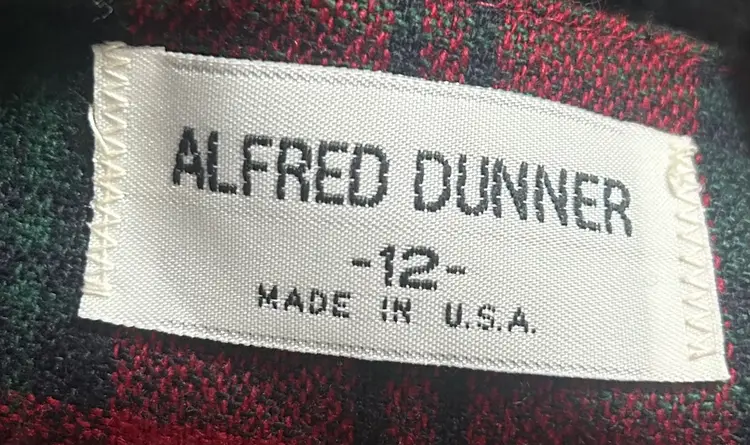 ALFRED DUNNER
-12-
MADE IN U.S.A.